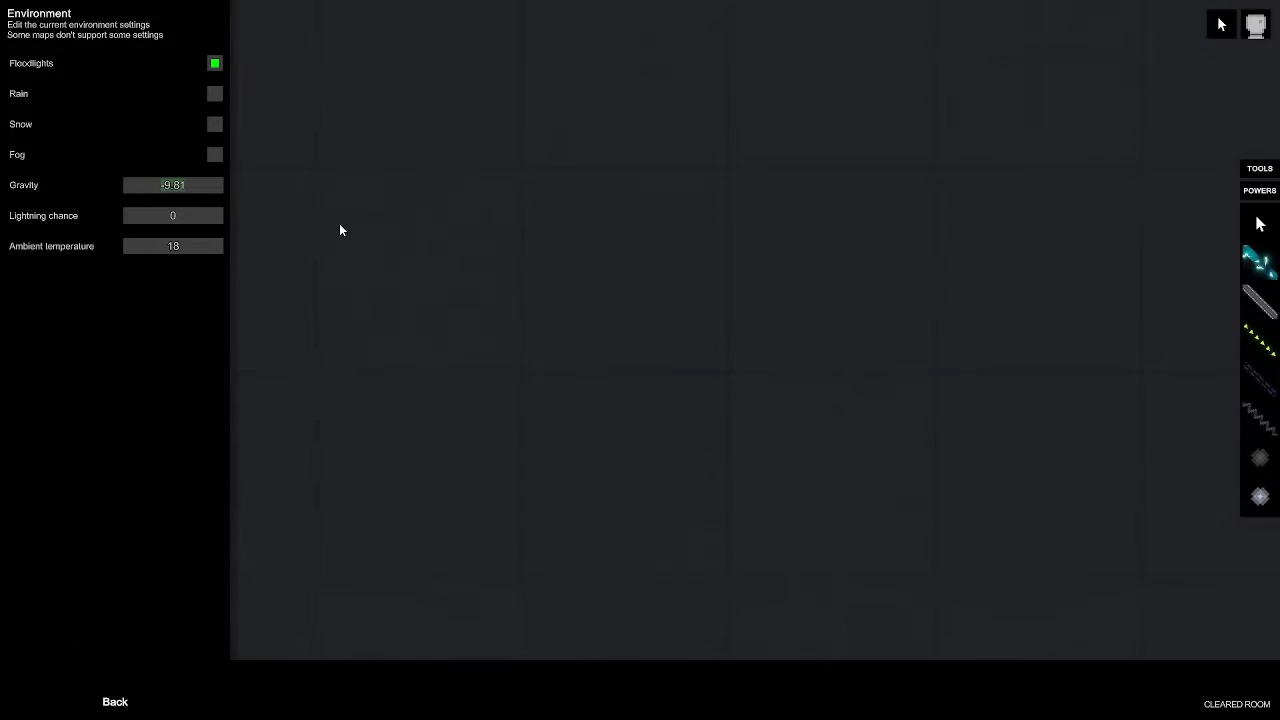 Environment
Edit the current environment settings
Some maps don't support some settings
Floodlights
Rain
Snow
Fog
Gravity
-9.81
Lightning chance
0
Ambient temperature
18
TOOLS
POWERS
Back
CLEARED ROOM